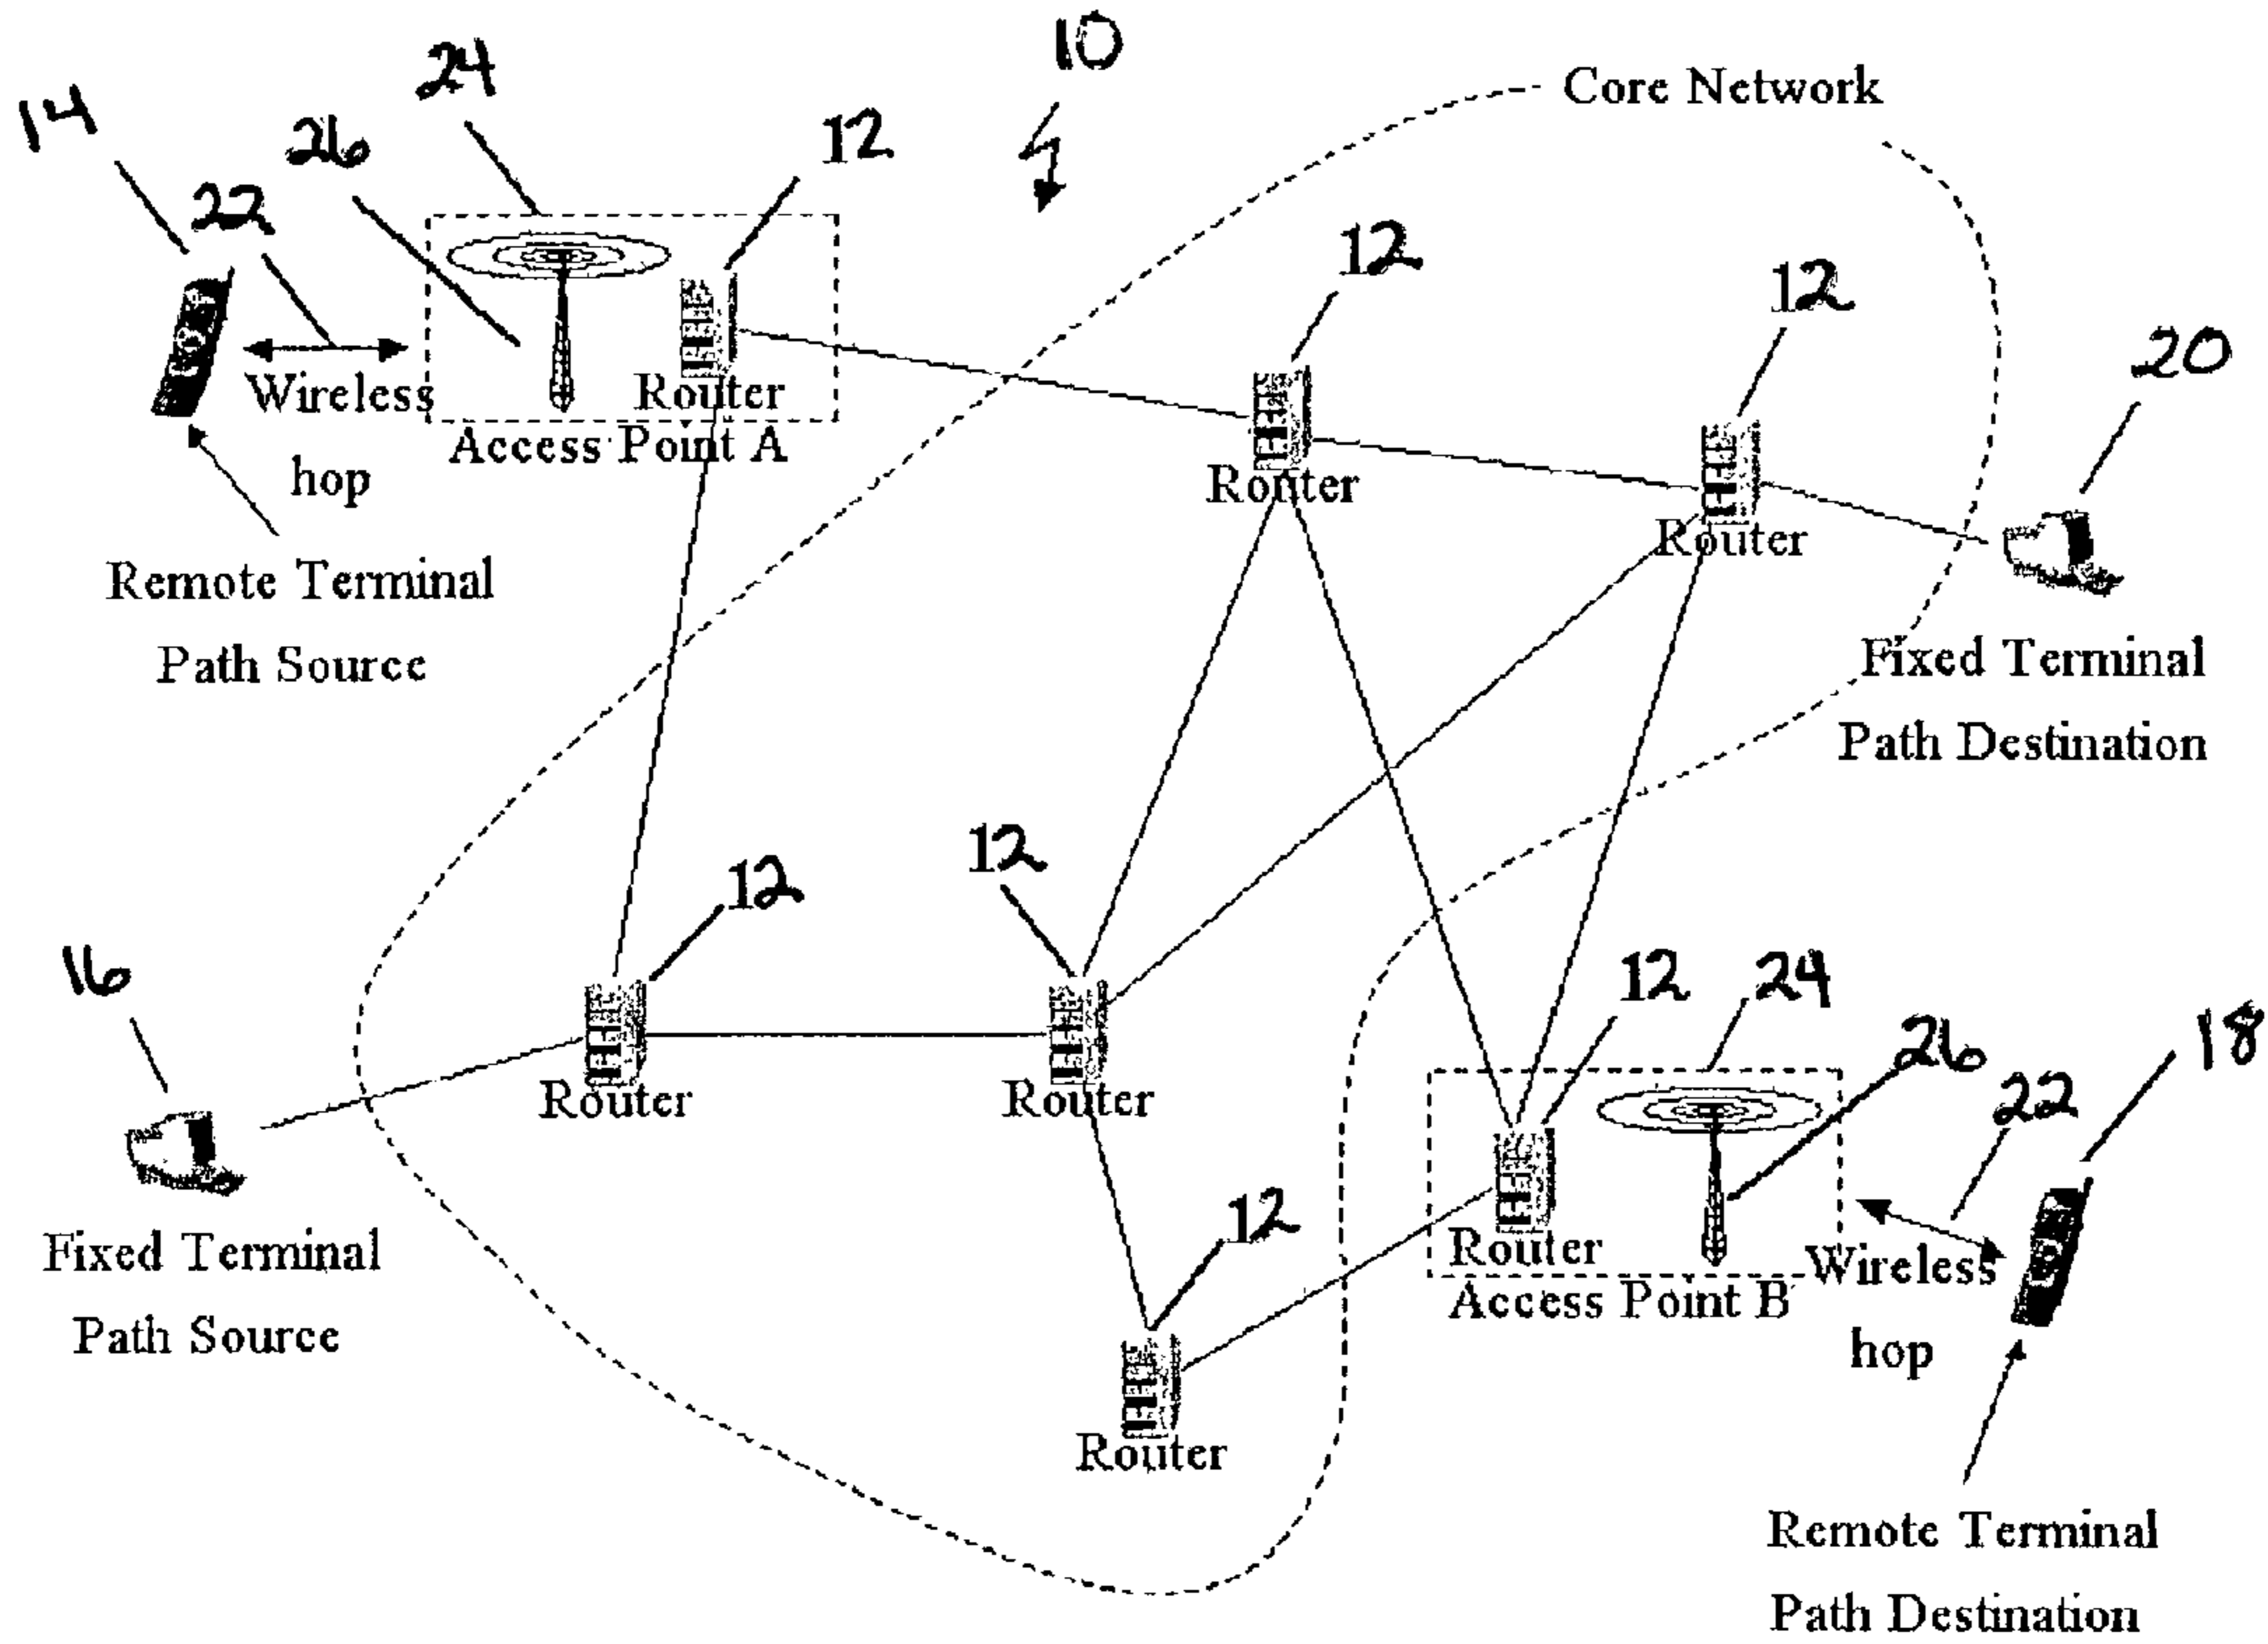 10
Core Network
24
14
26
12
22
12
12
20
Wireless
hop
Router
Access Point A
Router
Router
Remote Terminal
Path Source
Fixed Terminal
Path Destination
12
12
16
12
24
18
26
22
Router
Router
12
Router
Access Point B
Wireless
hop
Fixed Terminal
Path Source
Router
Remote Terminal
Path Destination